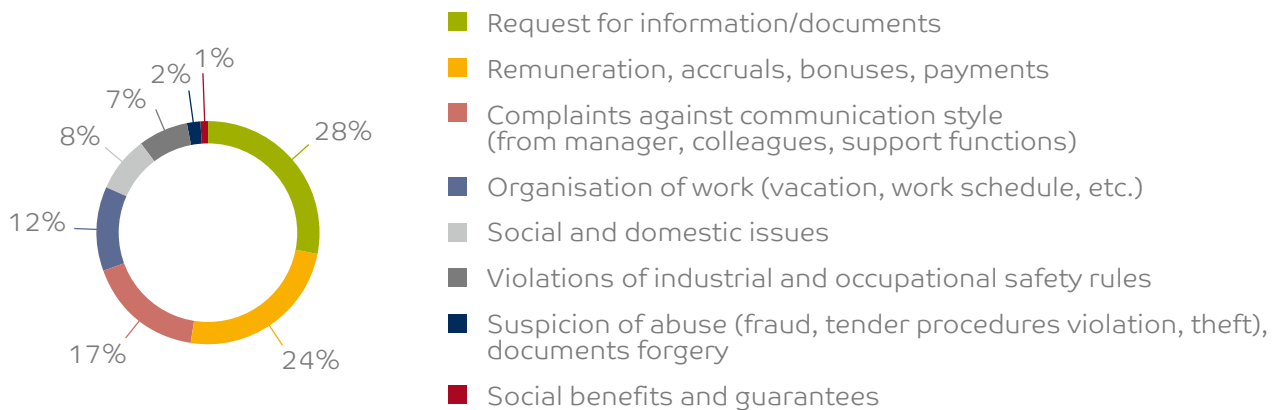 1%
2%
7%
8%
28%
12%
17%
24%
Request for information/documents
Remuneration, accruals, bonuses, payments
Complaints against communication style
(from manager, colleagues, support functions)
Organisation of work (vacation, work schedule, etc.)
Social and domestic issues
Violations of industrial and occupational safety rules
Suspicion of abuse (fraud, tender procedures violation, theft),
documents forgery
Social benefits and guarantees